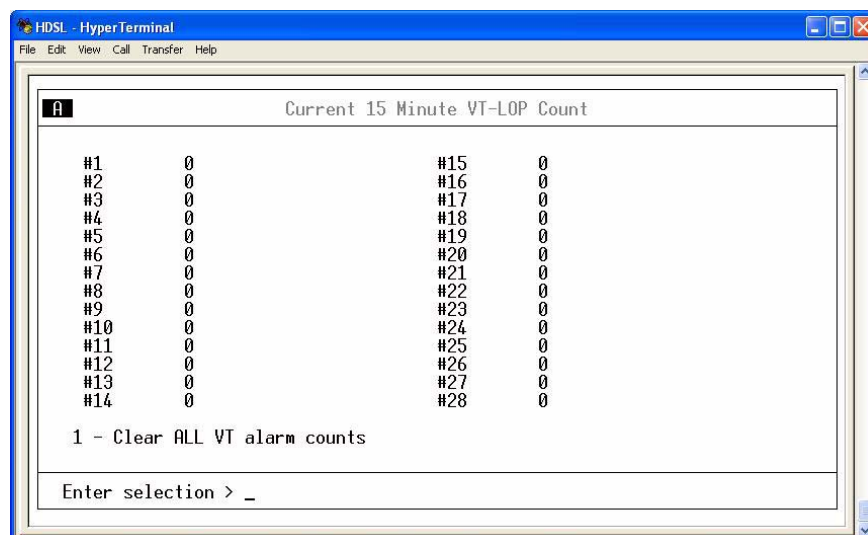 HDSL - HyperTerminal
File Edit View Call Transfer Help
A Current 15 Minute VT-LOP Count
#1 0 #15 0
#2 0 #16 0
#3 0 #17 0
#4 0 #18 0
#5 0 #19 0
#6 0 #20 0
#7 0 #21 0
#8 0 #22 0
#9 0 #23 0
#10 0 #24 0
#11 0 #25 0
#12 0 #26 0
#13 0 #27 0
#14 0 #28 0
1 - Clear ALL VT alarm counts
Enter selection > _